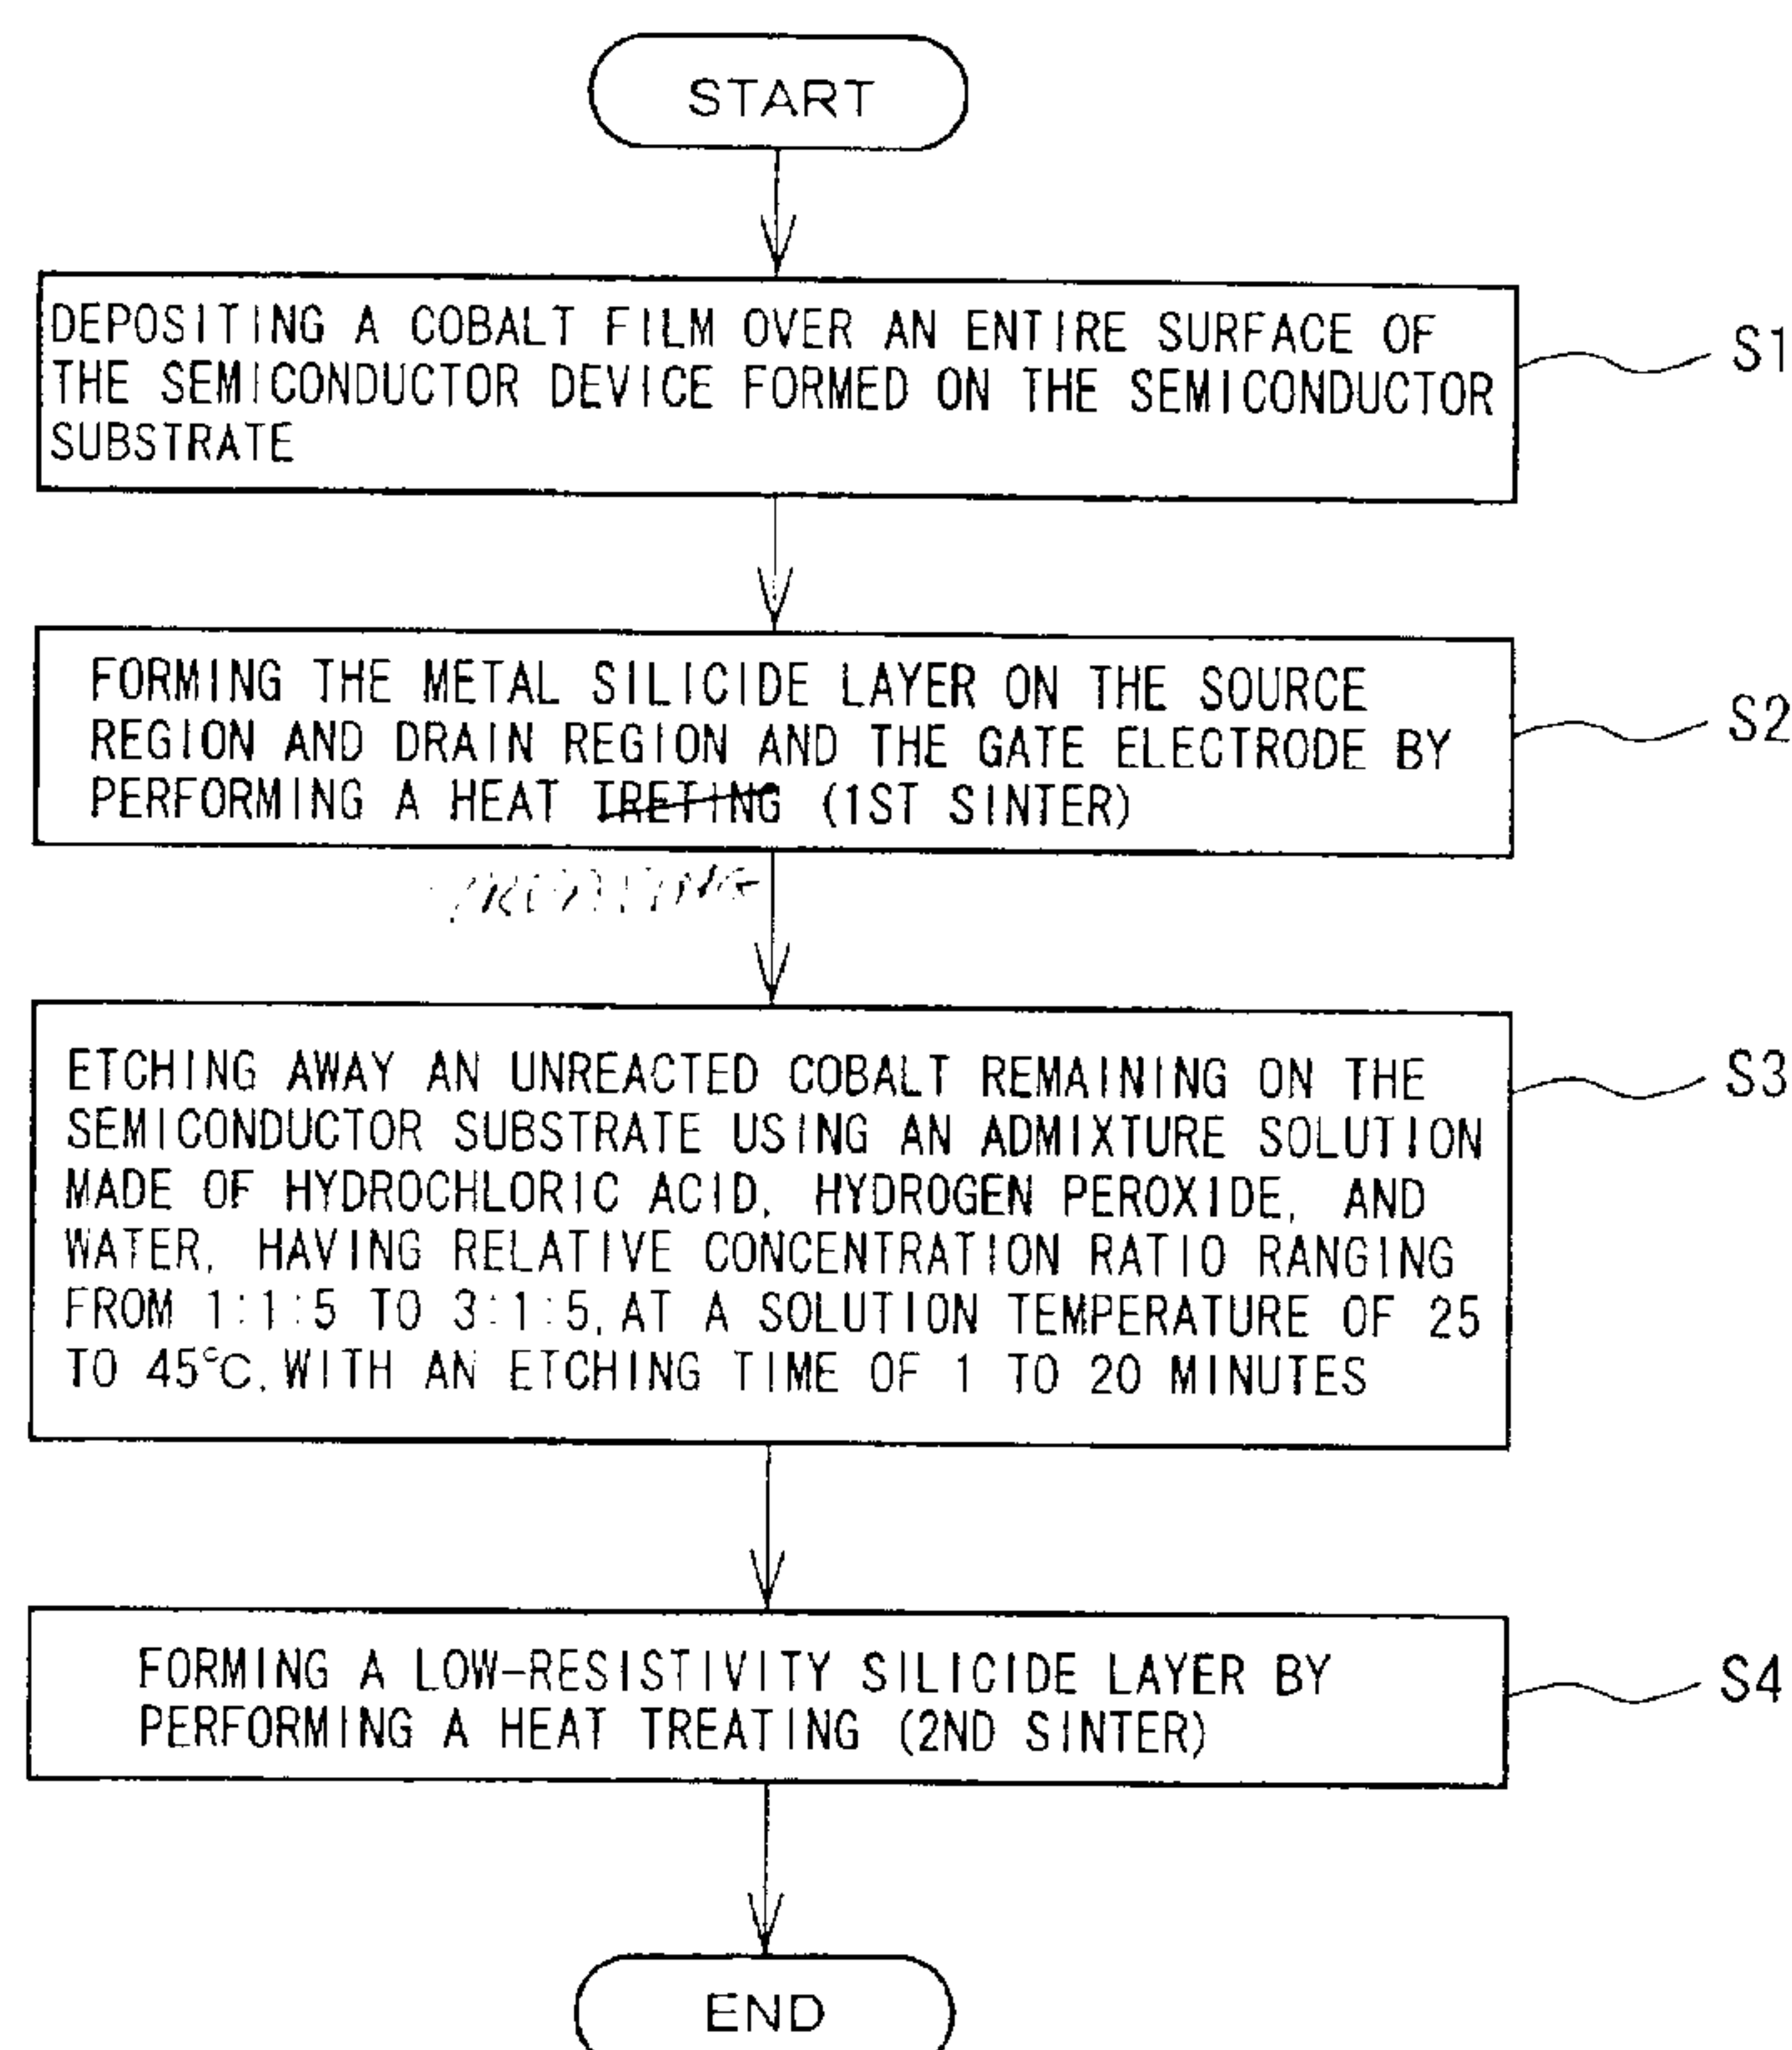 START
DEPOSITING A COBALT FILM OVER AN ENTIRE SURFACE OF
THE SEMICONDUCTOR DEVICE FORMED ON THE SEMICONDUCTOR
SUBSTRATE
S1
FORMING THE METAL SILICIDE LAYER ON THE SOURCE
REGION AND DRAIN REGION AND THE GATE ELECTRODE BY
PERFORMING A HEAT TRETING (1ST SINTER)
S2
ETCHING AWAY AN UNREACTED COBALT REMAINING ON THE
SEMICONDUCTOR SUBSTRATE USING AN ADMIXTURE SOLUTION
MADE OF HYDROCHLORIC ACID, HYDROGEN PEROXIDE, AND
WATER, HAVING RELATIVE CONCENTRATION RATIO RANGING
FROM 1:1:5 TO 3:1:5, AT A SOLUTION TEMPERATURE OF 25
TO 45°C, WITH AN ETCHING TIME OF 1 TO 20 MINUTES
S3
FORMING A LOW-RESISTIVITY SILICIDE LAYER BY
PERFORMING A HEAT TREATING (2ND SINTER)
S4
END